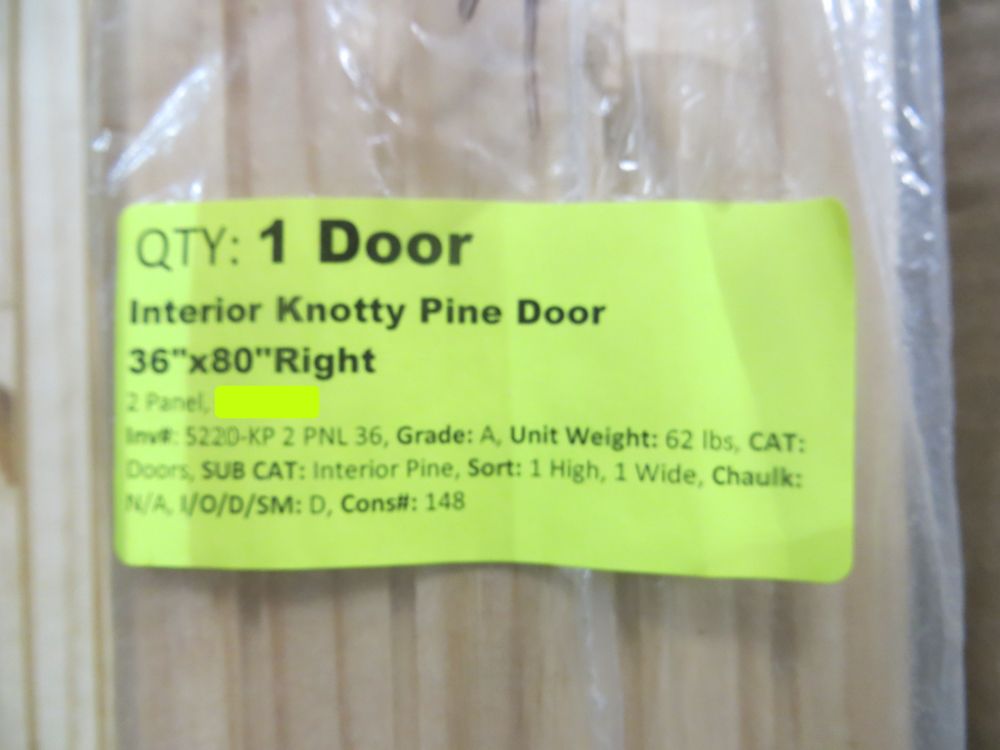 QTY: 1 Door
Interior Knotty Pine Door
36"x80"Right
2 Panel,
Inv#: 5220-KP 2 PNL 36, Grade: A, Unit Weight: 62 lbs, CAT:
Doors, SUB CAT: Interior Pine, Sort: 1 High, 1 Wide, Chaulk:
N/A, I/O/D/SM: D, Cons#: 148